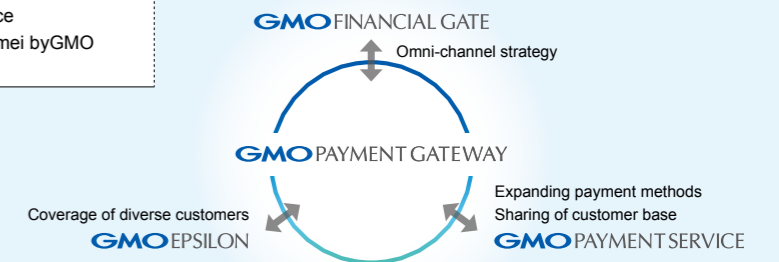 ce
mei byGMO
GMO FINANCIAL GATE
Omni-channel strategy
GMO PAYMENT GATEWAY
Coverage of diverse customers
GMO EPSILON
Expanding payment methods
Sharing of customer base
GMO PAYMENT SERVICE